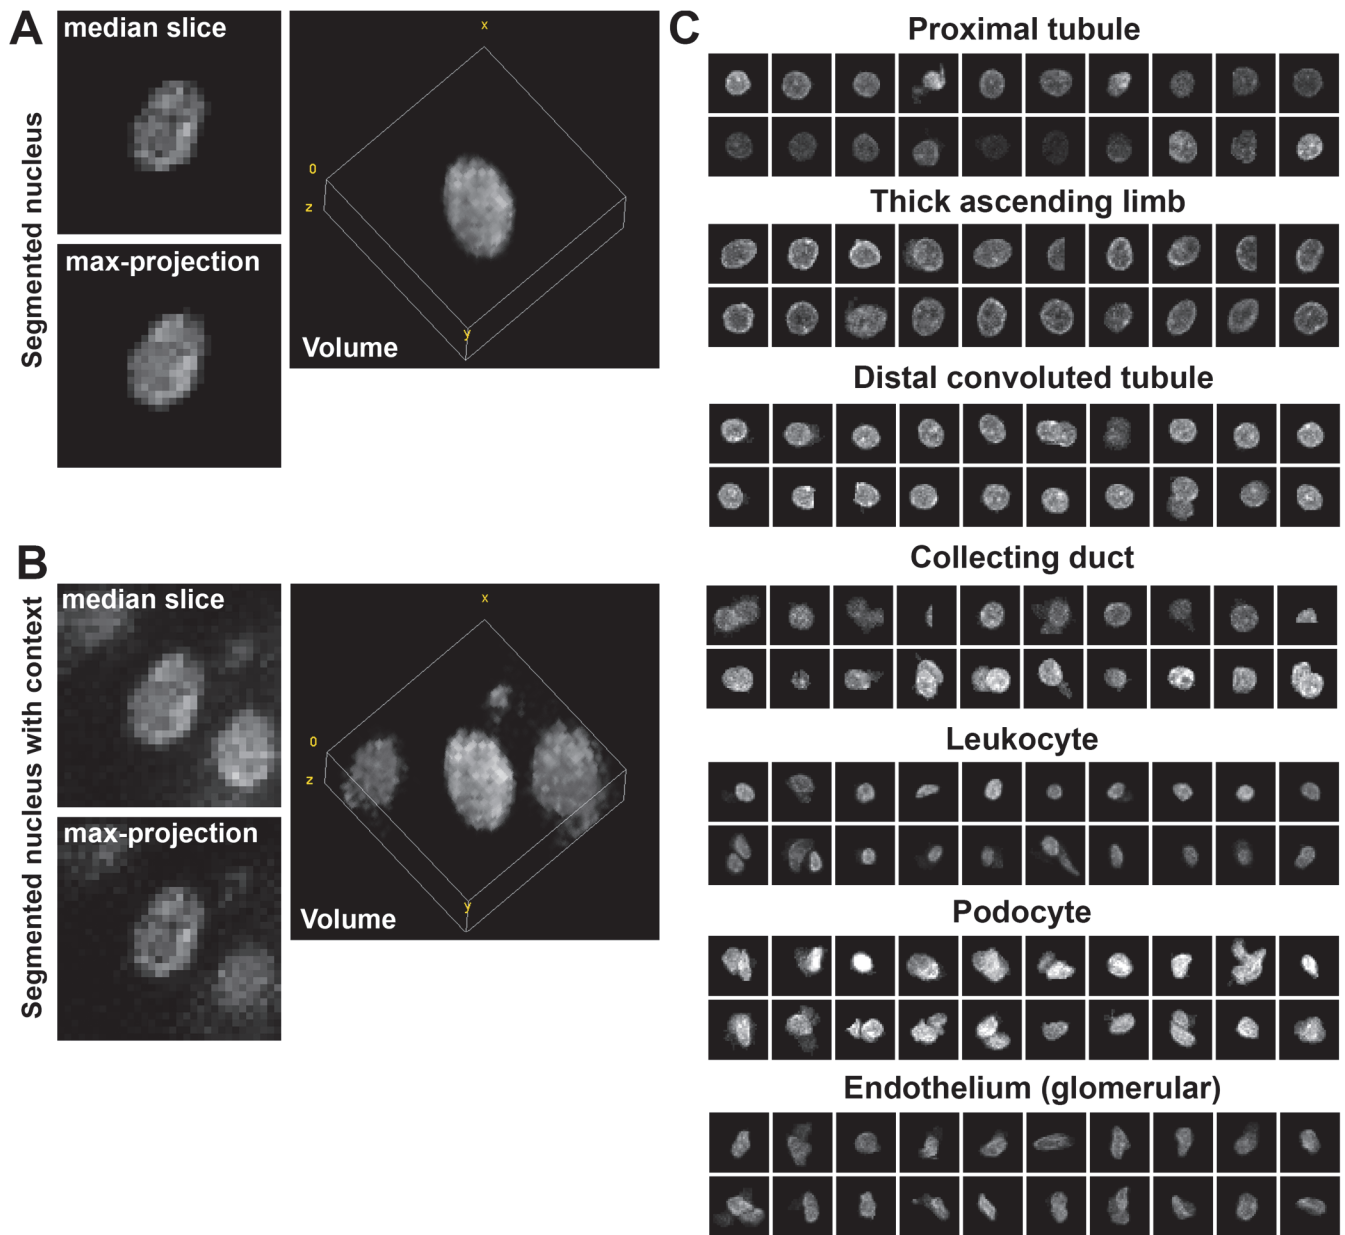 A
Segmented nucleus
median slice
max-projection
x
0
z
y
Volume
B
Segmented nucleus with context
median slice
max-projection
x
0
z
y
Volume
C
Proximal tubule
Thick ascending limb
Distal convoluted tubule
Collecting duct
Leukocyte
Podocyte
Endothelium (glomerular)